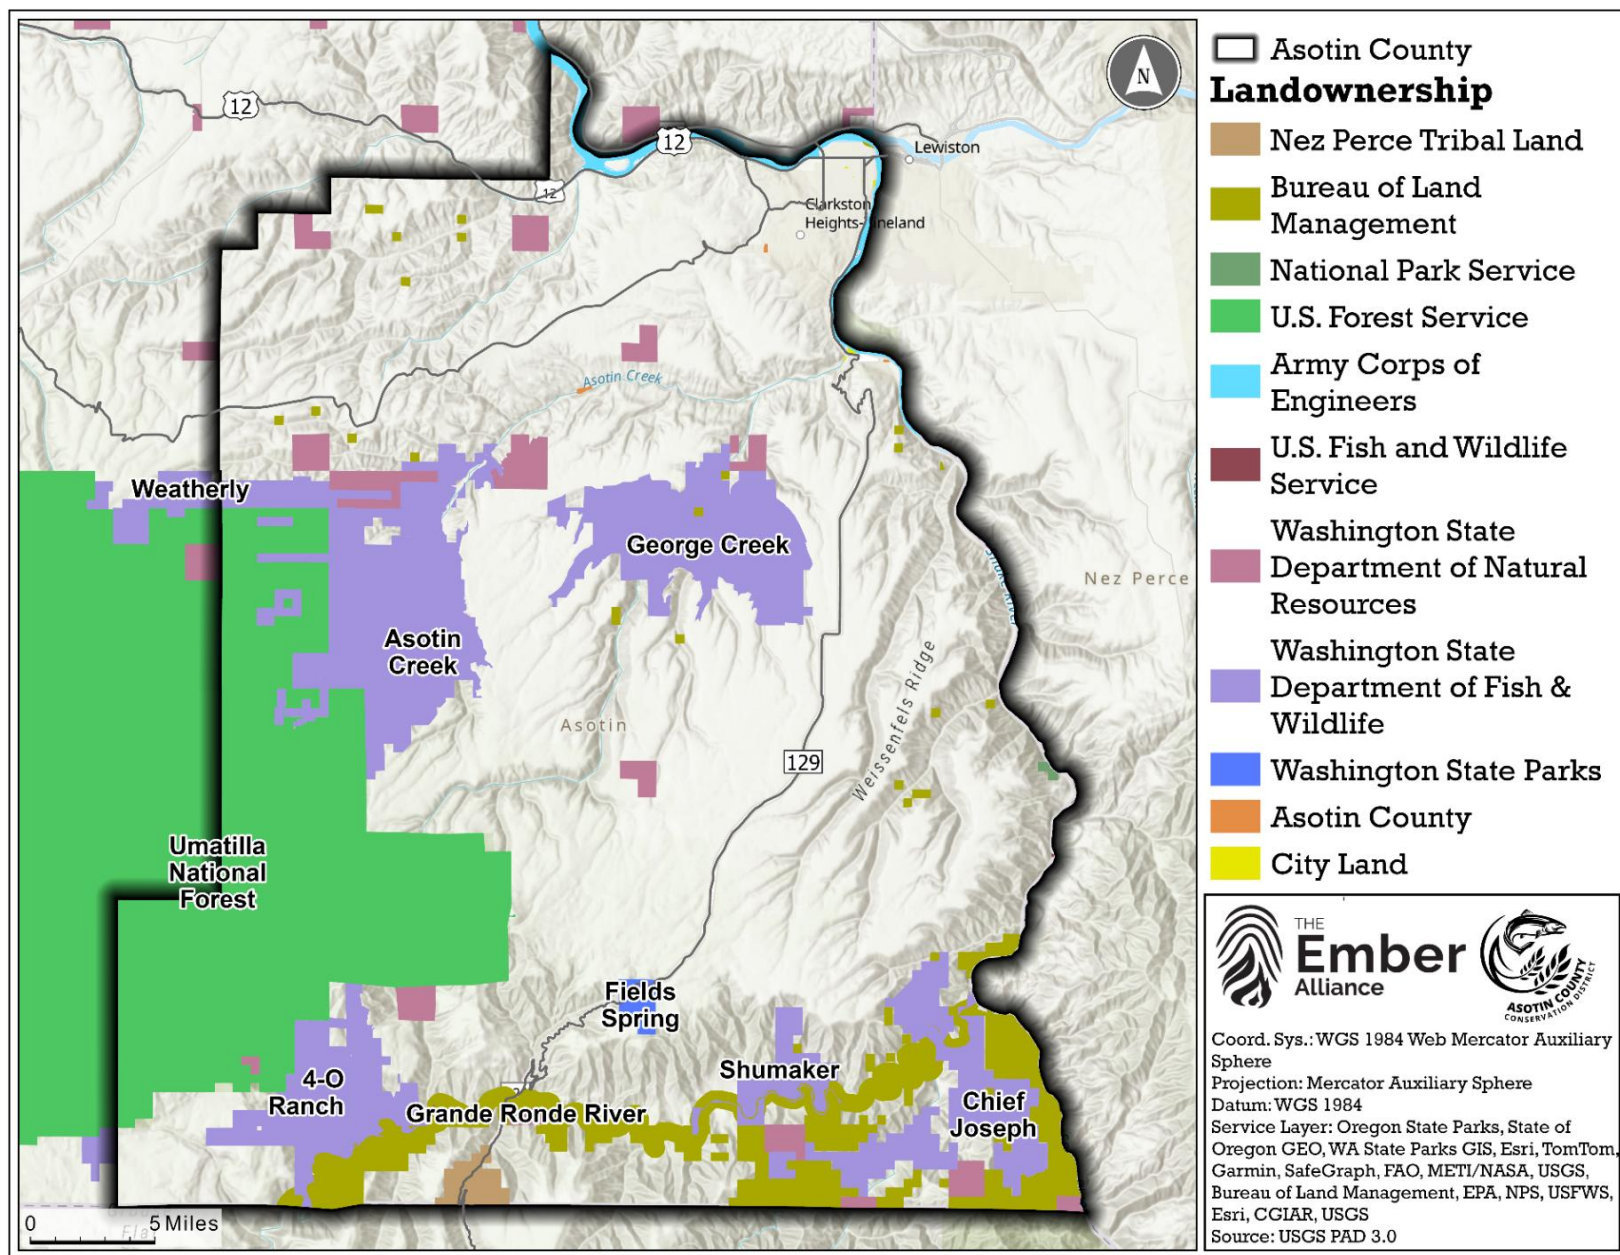 12
12
12
Lewiston
Clarkston
Heights-
Asotin Creek
Weatherly
George Creek
Asotin
Creek
Snake River
Nez Perce
Weissenfels Ridge
Asotin
129
Umatilla
National
Forest
Fields
Spring
4-O
Ranch
Grande Ronde River
Shumaker
Chief
Joseph
0
5 Miles
N
Asotin County
Landownership
Nez Perce Tribal Land
Bureau of Land
Management
National Park Service
U.S. Forest Service
Army Corps of
Engineers
U.S. Fish and Wildlife
Service
Washington State
Department of Natural
Resources
Washington State
Department of Fish &
Wildlife
Washington State Parks
Asotin County
City Land
THE
Ember
Alliance
ASOTIN COUNTY
CONSERVATION DISTRICT
Coord. Sys.: WGS 1984 Web Mercator Auxiliary
Sphere
Projection: Mercator Auxiliary Sphere
Datum: WGS 1984
Service Layer: Oregon State Parks, State of
Oregon GEO, WA State Parks GIS, Esri, TomTom,
Garmin, SafeGraph, FAO, METI/NASA, USGS,
Bureau of Land Management, EPA, NPS, USFWS,
Esri, CGIAR, USGS
Source: USGS PAD 3.0